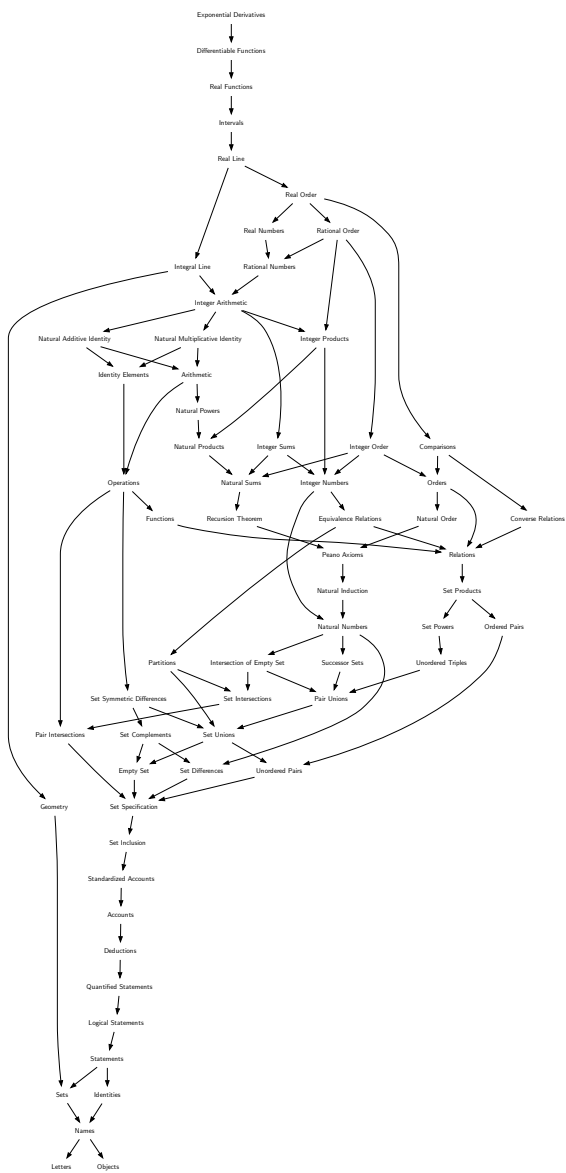 Exponential Derivatives
Differentiable Functions
Real Functions
Intervals
Real Line
Real Order
Real Numbers
Rational Order
Integral Line
Rational Numbers
Integer Arithmetic
Natural Additive Identity
Natural Multiplicative Identity
Integer Products
Identity Elements
Arithmetic
Natural Powers
Natural Products
Integer Sums
Integer Order
Comparisons
Operations
Natural Sums
Integer Numbers
Orders
Functions
Recursion Theorem
Equivalence Relations
Natural Order
Converse Relations
Peano Axioms
Relations
Natural Induction
Set Products
Natural Numbers
Set Powers
Ordered Pairs
Partitions
Intersection of Empty Set
Successor Sets
Unordered Triples
Set Symmetric Differences
Set Intersections
Pair Unions
Pair Intersections
Set Complements
Set Unions
Empty Set
Set Differences
Unordered Pairs
Geometry
Set Specification
Set Inclusion
Standardized Accounts
Accounts
Deductions
Quantified Statements
Logical Statements
Statements
Sets
Identities
Names
Letters
Objects